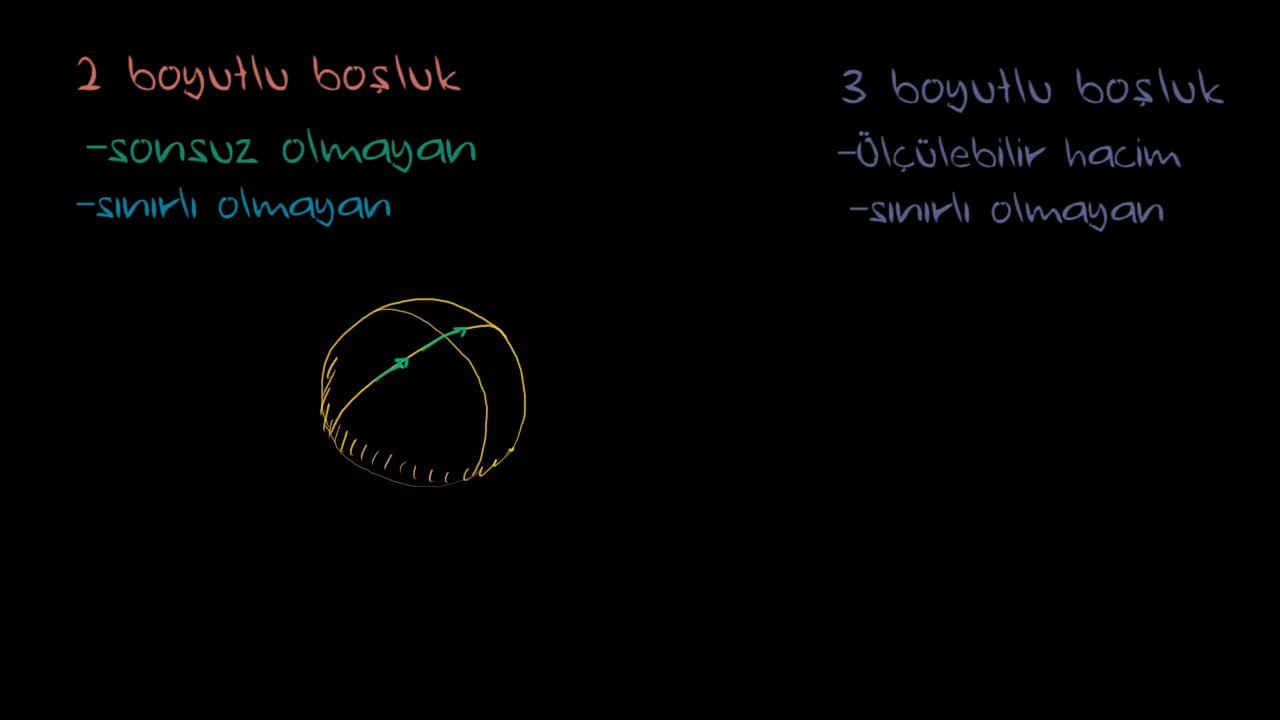 2 boyutlu boşluk
-sonsuz olmayan
-sınırlı olmayan
3 boyutlu boşluk
-Ölçülebilir hacim
-sınırlı olmayan